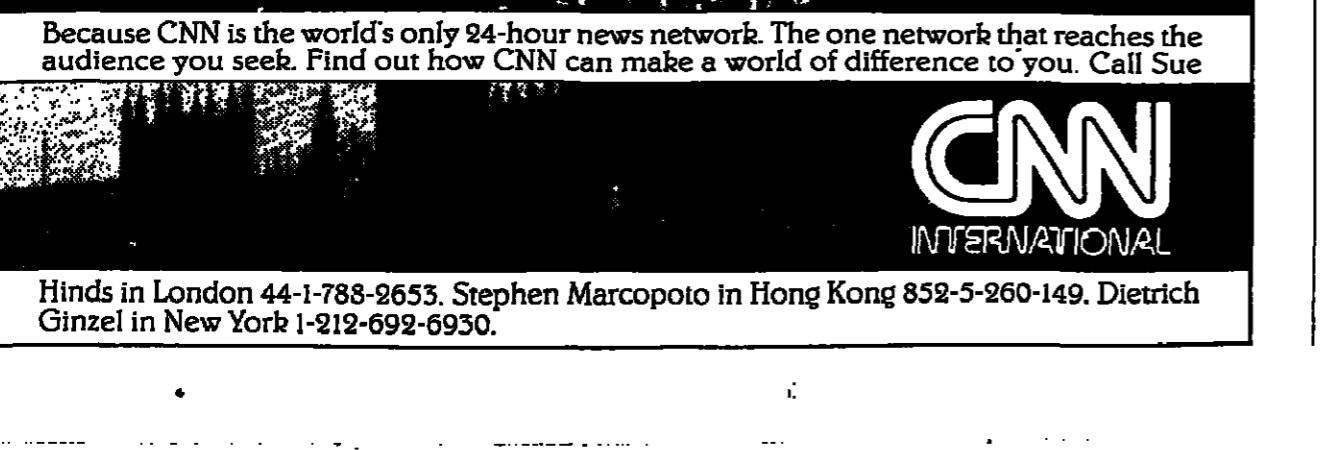 Because CNN is the world's only 24-hour news network. The one network that reaches the
audience you seek. Find out how CNN can make a world of difference to you. Call Sue
CNN
INTERNATIONAL
Hinds in London 44-1-788-2653. Stephen Marcopoto in Hong Kong 852-5-260-149. Dietrich
Ginzel in New York 1-212-692-6930.